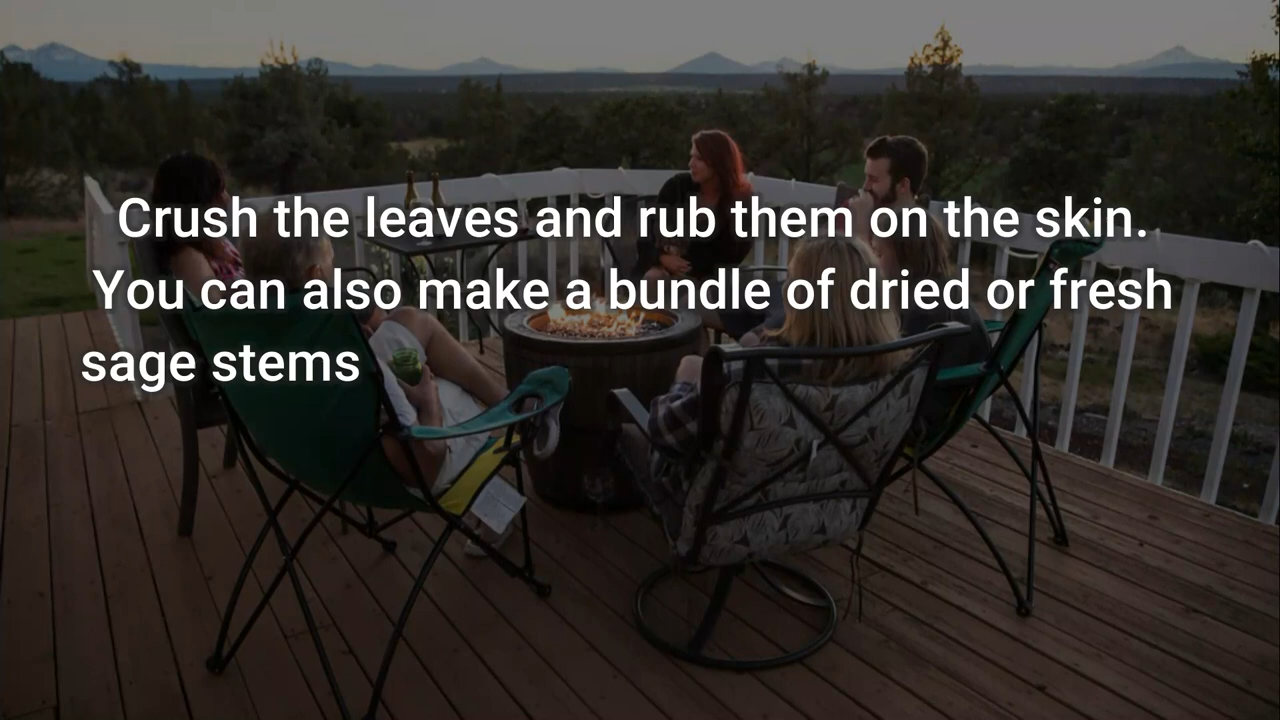 Crush the leaves and rub them on the skin.
You can also make a bundle of dried or fresh
sage stems